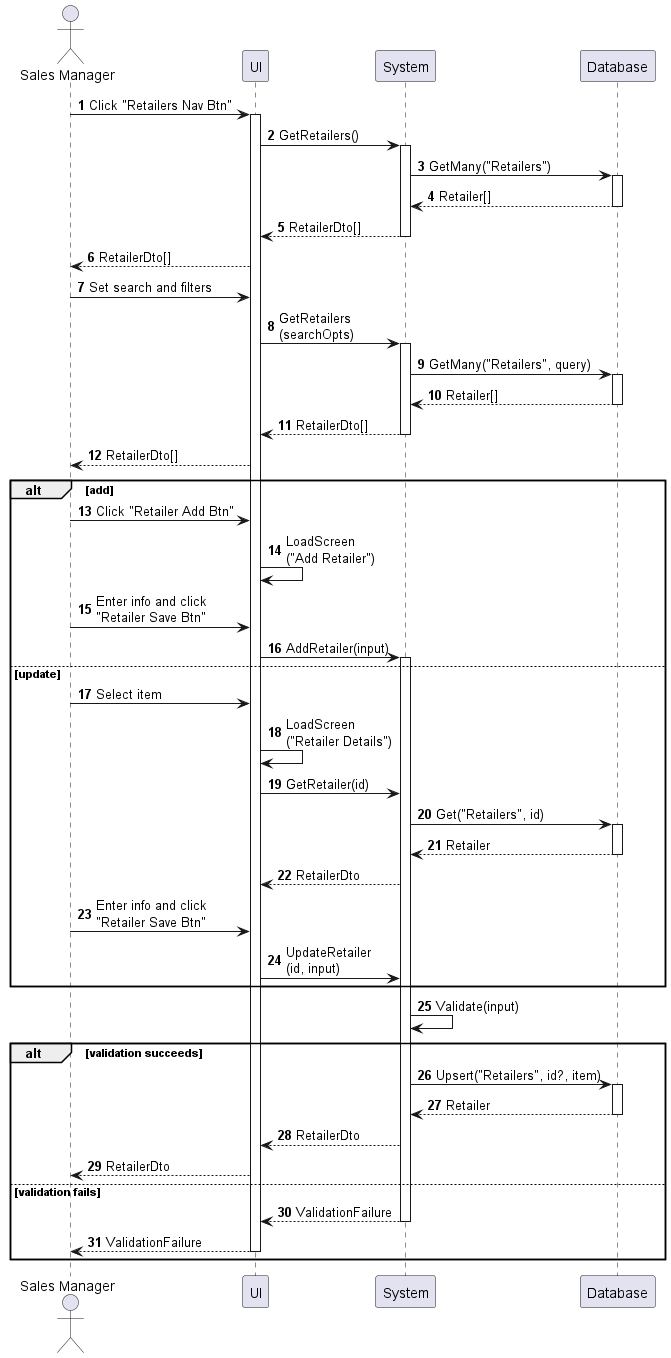 Sales Manager
UI
System
Database
1 Click "Retailers Nav Btn"
2 GetRetailers()
3 GetMany("Retailers")
4 Retailer[]
5 RetailerDto[]
6 RetailerDto[]
7 Set search and filters
8 GetRetailers
(searchOpts)
9 GetMany("Retailers", query)
10 Retailer[]
11 RetailerDto[]
12 RetailerDto[]
alt [add]
13 Click "Retailer Add Btn"
14 LoadScreen
("Add Retailer")
15 Enter info and click
"Retailer Save Btn"
16 AddRetailer(input)
[update]
17 Select item
18 LoadScreen
("Retailer Details")
19 GetRetailer(id)
20 Get("Retailers", id)
21 Retailer
22 RetailerDto
23 Enter info and click
"Retailer Save Btn"
24 UpdateRetailer
(id, input)
25 Validate(input)
alt [validation succeeds]
26 Upsert("Retailers", id?, item)
27 Retailer
28 RetailerDto
29 RetailerDto
[validation fails]
30 ValidationFailure
31 ValidationFailure
Sales Manager
UI
System
Database